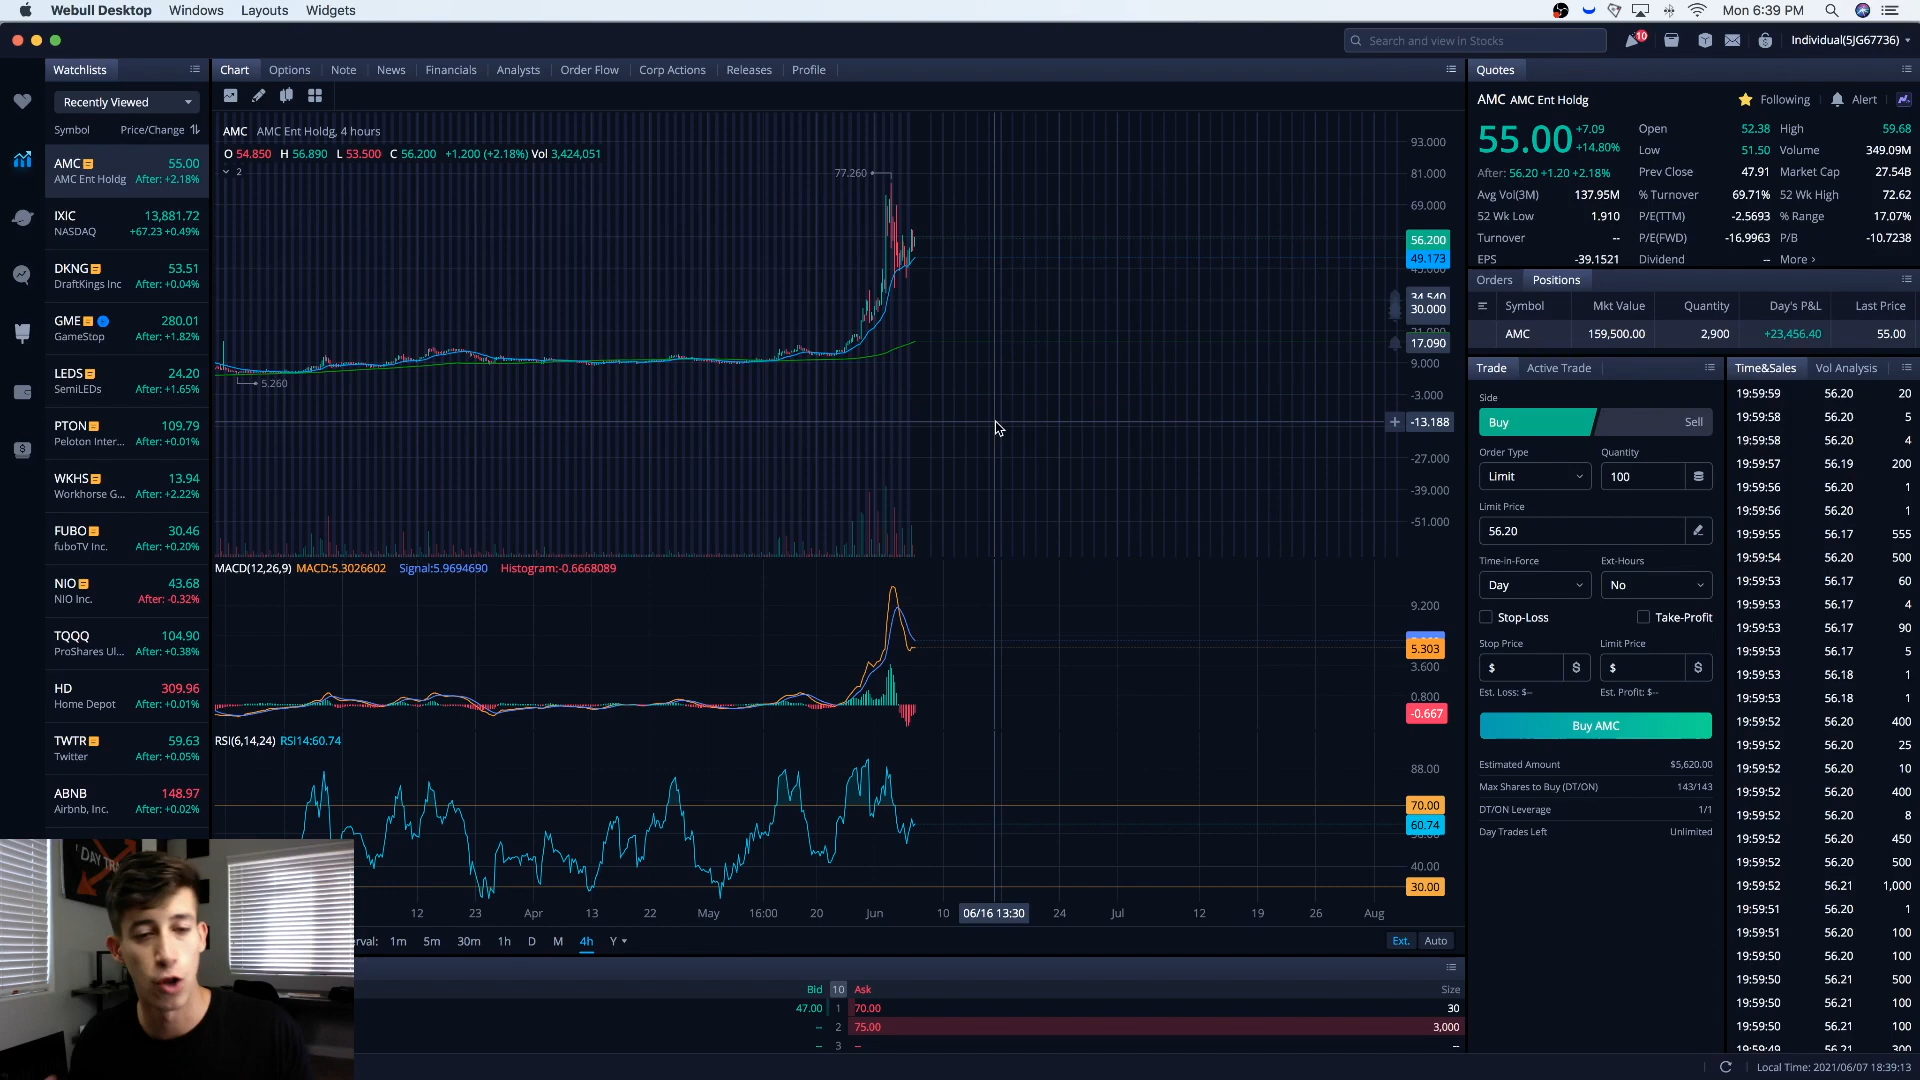 Webull Desktop Windows Layouts Widgets Mon 6:39 PM
Search and view in Stocks 10 Individual(5JG67736)
Watchlists
Recently Viewed
Symbol Price/Change
AMC 55.00
AMC Ent Holdg After: +2.18%
IXIC 13,881.72
NASDAQ +67.23 +0.49%
DKNG 53.51
DraftKings Inc After: +0.04%
GME 280.01
GameStop After: +1.82%
LEDS 24.20
SemiLEDs After: +1.65%
PTON 109.79
Peloton Inter... After: +0.01%
WKHS 13.94
Workhorse G... After: +2.22%
FUBO 30.46
fuboTV Inc. After: +0.20%
NIO 43.68
NIO Inc. After: -0.32%
TQQQ 104.90
ProShares Ul... After: +0.38%
HD 309.96
Home Depot After: +0.01%
TWTR 59.63
Twitter After: +0.05%
ABNB 148.97
Airbnb, Inc. After: +0.02%
DAY TRA
Chart Options Note News Financials Analysts Order Flow Corp Actions Releases Profile
AMC AMC Ent Holdg, 4 hours
O 54.850 H 56.890 L 53.500 C 56.200 +1.200 (+2.18%) Vol 3,424,051
2
77.260
5.260
93.000
81.000
69.000
56.200
49.173
34.540
30.000
17.090
9.000
-3.000
-13.188
-27.000
-39.000
-51.000
MACD(12,26,9) MACD:5.3026602 Signal:5.9694690 Histogram:-0.6668089
9.200
5.303
3.600
0.800
-0.667
RSI(6,14,24) RSI14:60.74
88.00
70.00
60.74
40.00
30.00
12 23 Apr 13 22 May 16:00 20 Jun 10 06/16 13:30 24 Jul 12 19 26 Aug
rval: 1m 5m 30m 1h D M 4h Y Ext. Auto
Bid 10 Ask Size
47.00 1 70.00 30
-- 2 75.00 3,000
-- 3 -- --
Quotes
AMC AMC Ent Holdg Following Alert
55.00 +7.09 +14.80%
After: 56.20 +1.20 +2.18%
Open 52.38 High 59.68
Low 51.50 Volume 349.09M
Prev Close 47.91 Market Cap 27.54B
Avg Vol(3M) 137.95M % Turnover 69.71% 52 Wk High 72.62
52 Wk Low 1.910 P/E(TTM) -2.5693 % Range 17.07%
Turnover -- P/E(FWD) -16.9963 P/B -10.7238
EPS -39.1521 Dividend -- More >
Orders Positions
Symbol Mkt Value Quantity Day's P&L Last Price
AMC 159,500.00 2,900 +23,456.40 55.00
Trade Active Trade
Side
Buy Sell
Order Type Quantity
Limit 100
Limit Price
56.20
Time-in-Force Ext-Hours
Day No
Stop-Loss Take-Profit
Stop Price Limit Price
$ $ $ $
Est. Loss: $-- Est. Profit: $--
Buy AMC
Estimated Amount $5,620.00
Max Shares to Buy (DT/ON) 143/143
DT/ON Leverage 1/1
Day Trades Left Unlimited
Time&Sales Vol Analysis
19:59:59 56.20 20
19:59:58 56.20 5
19:59:58 56.20 4
19:59:57 56.19 200
19:59:56 56.20 1
19:59:56 56.20 1
19:59:55 56.17 555
19:59:54 56.20 500
19:59:53 56.17 60
19:59:53 56.17 4
19:59:53 56.17 90
19:59:53 56.17 5
19:59:53 56.18 1
19:59:53 56.18 1
19:59:52 56.20 400
19:59:52 56.20 25
19:59:52 56.20 10
19:59:52 56.20 400
19:59:52 56.20 8
19:59:52 56.20 450
19:59:52 56.20 500
19:59:52 56.21 1,000
19:59:51 56.20 1
19:59:51 56.20 100
19:59:50 56.20 100
19:59:50 56.21 500
19:59:50 56.21 100
19:59:50 56.21 100
19:59:49 56.21 300
Local Time: 2021/06/07 18:39:13